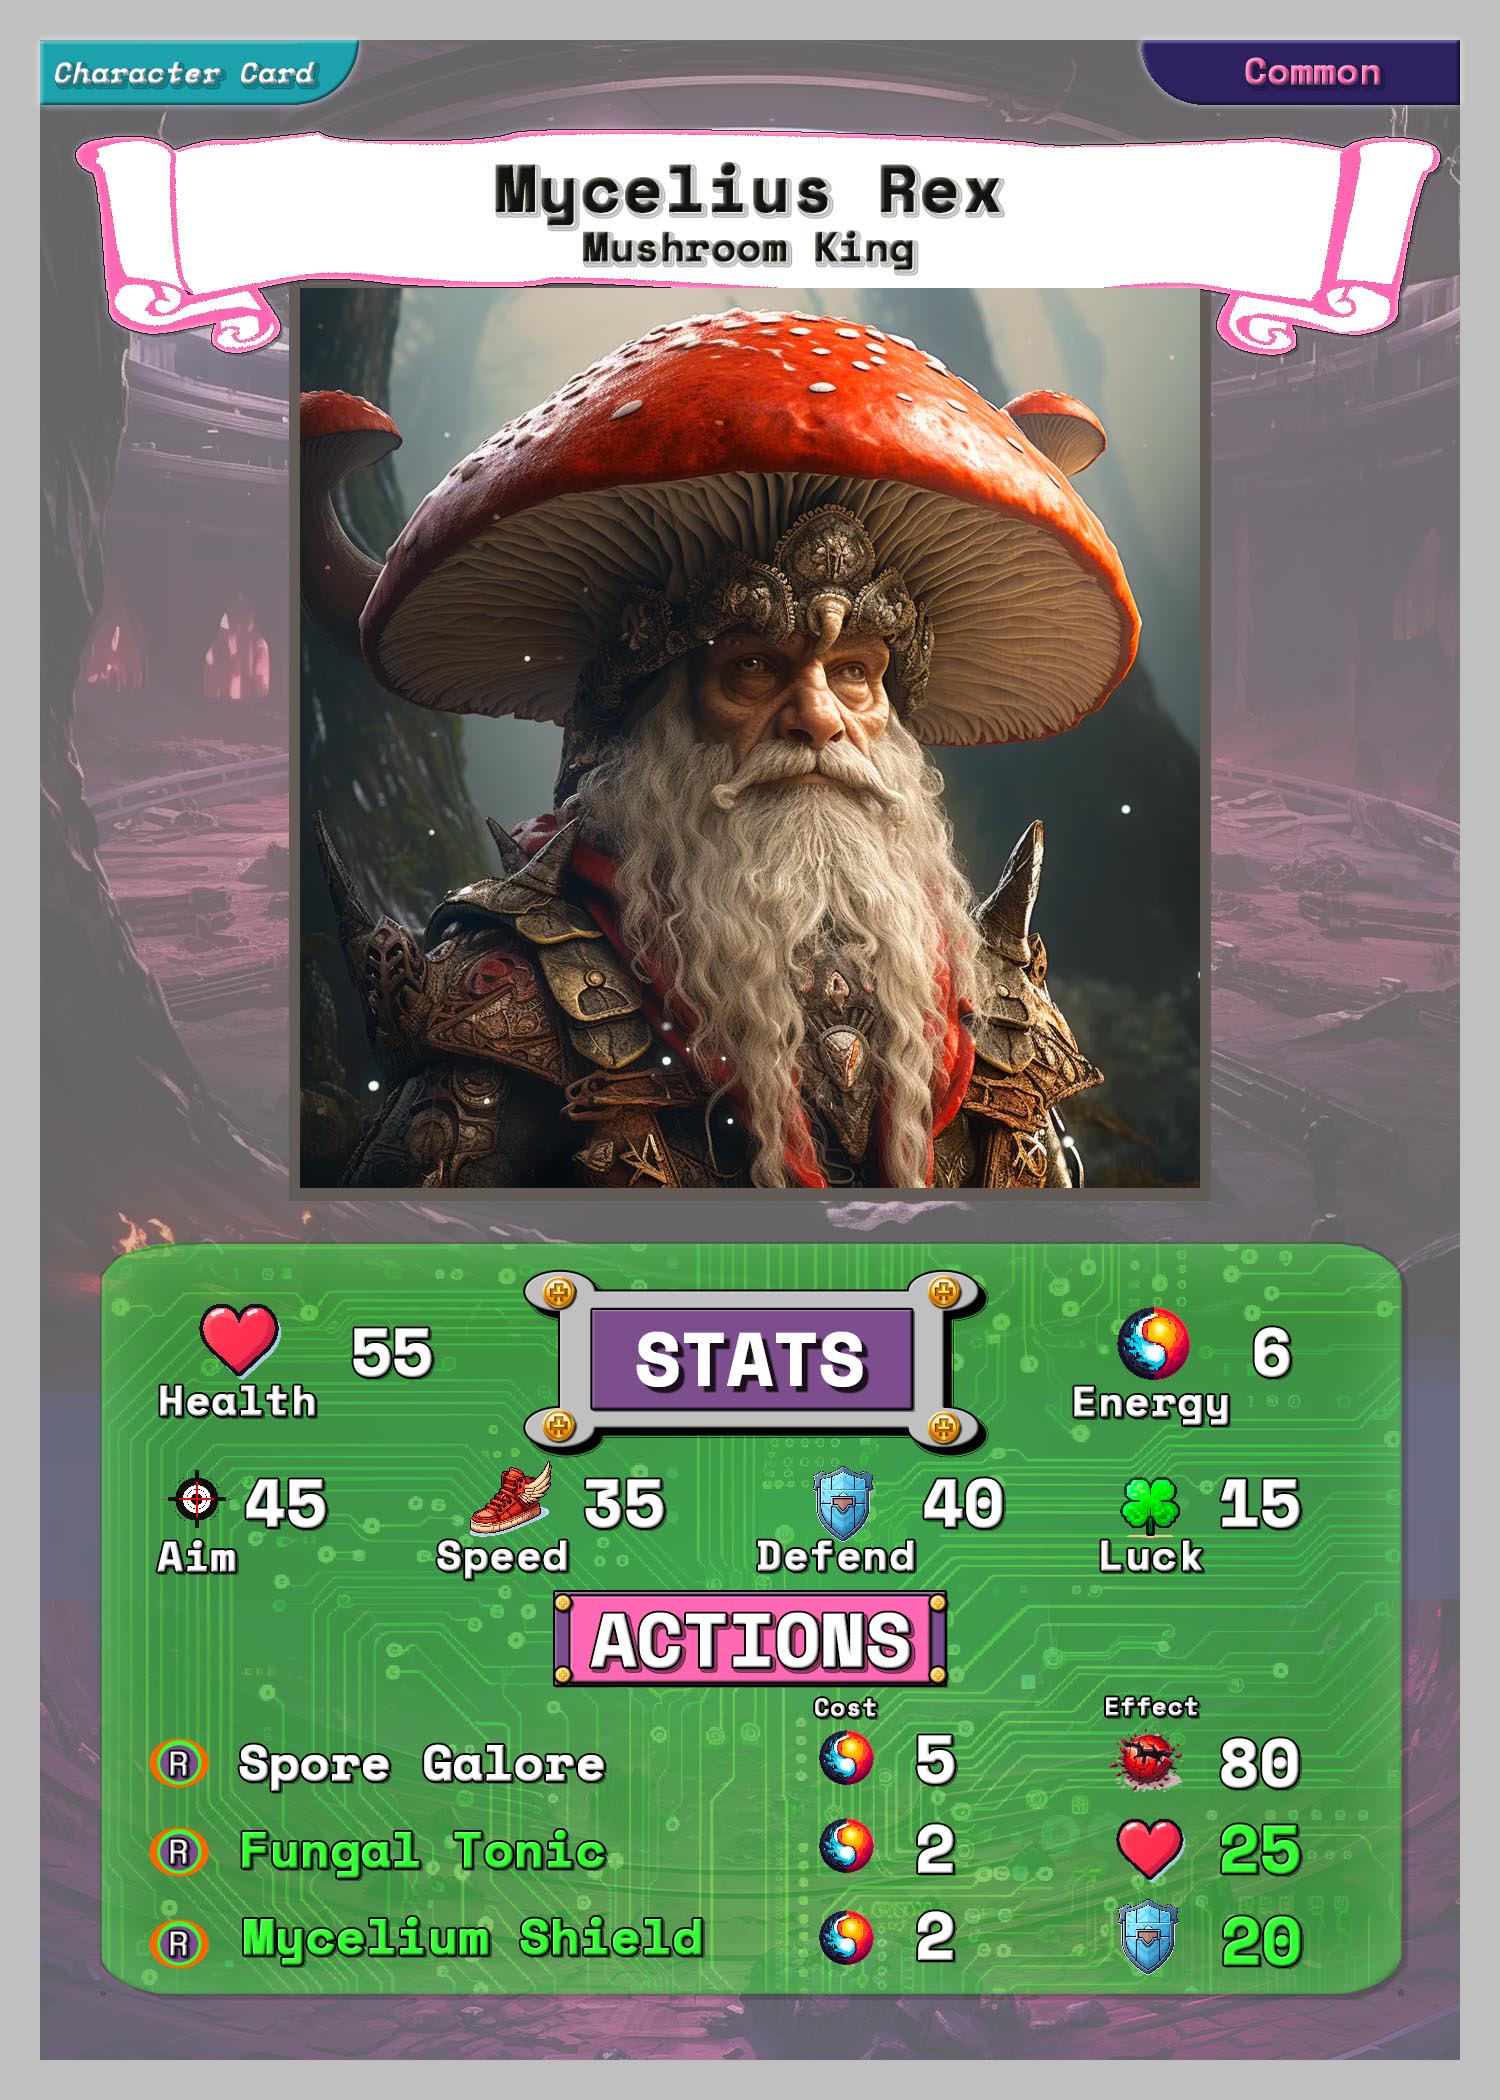 Character Card
Common
Mycelius Rex
Mushroom King
55
STATS
6
Health
Energy
45
35
40
15
Aim
Speed
Defend
Luck
ACTIONS
Cost
Effect
R Spore Galore 5 80
R Fungal Tonic 2 25
R Mycelium Shield 2 20